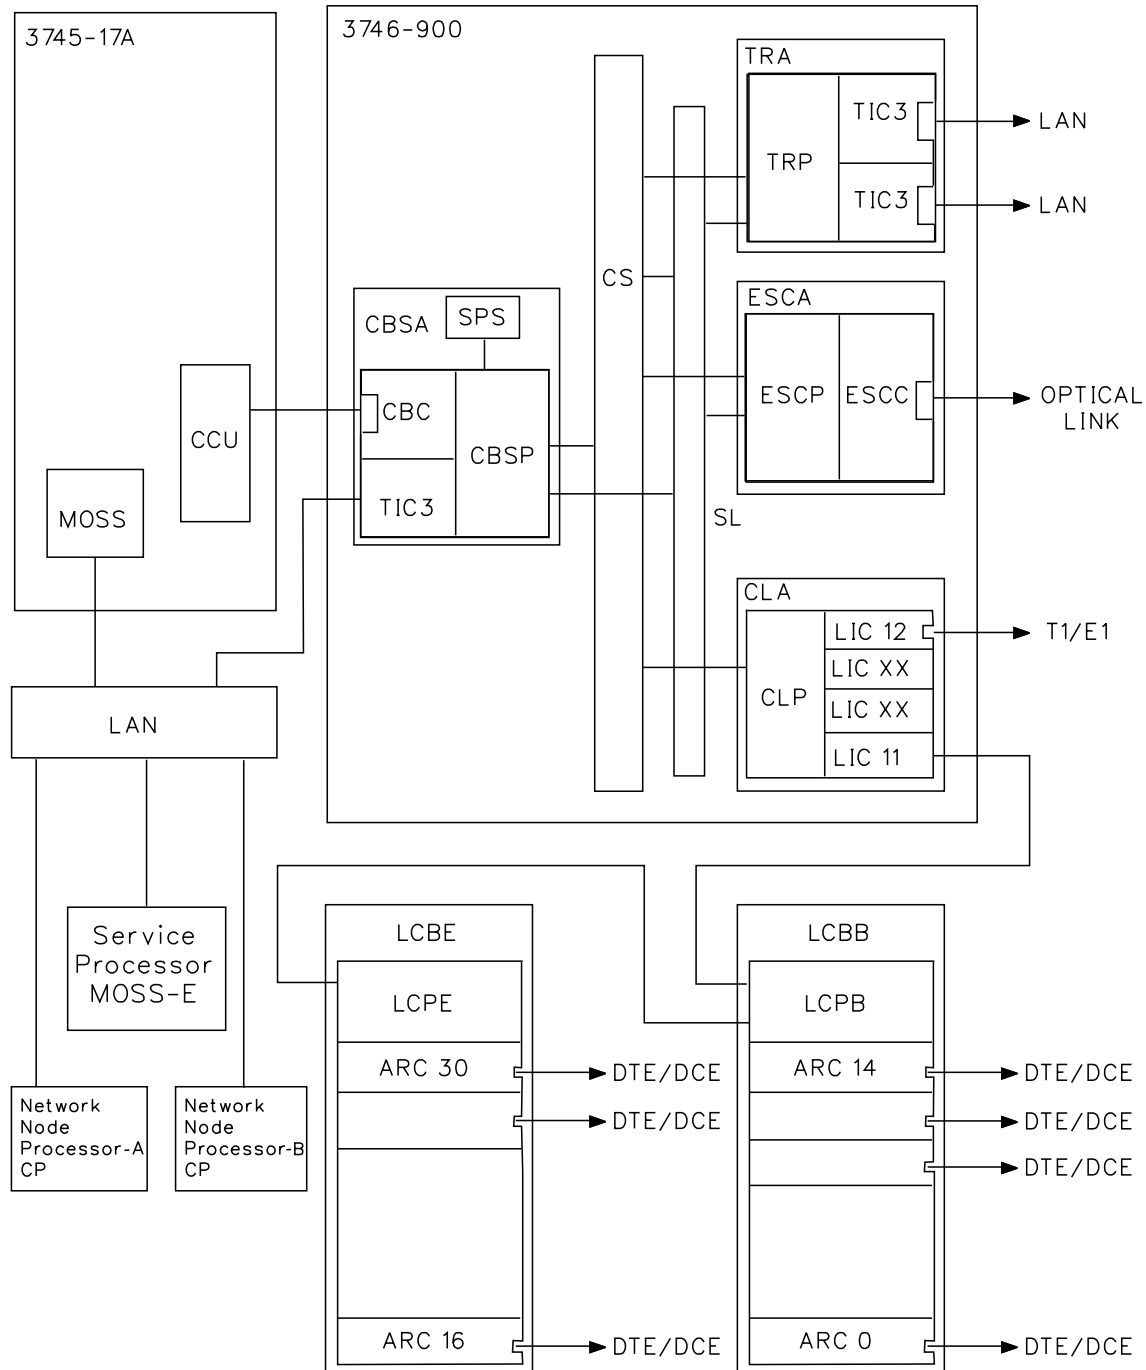 3745-17A
3746-900
TRA
TIC3
LAN
TRP
TIC3
LAN
CS
CBSA
SPS
ESCA
CBC
CCU
CBSP
TIC3
MOSS
ESCP
ESCC
OPTICAL
LINK
SL
CLA
LIC 12
T1/E1
LIC XX
CLP
LIC XX
LIC 11
LAN
Service
Processor
MOSS-E
Network
Node
Processor-A
CP
Network
Node
Processor-B
CP
LCBE
LCPE
ARC 30
DTE/DCE
DTE/DCE
ARC 16
DTE/DCE
LCBB
LCPB
ARC 14
DTE/DCE
DTE/DCE
DTE/DCE
ARC 0
DTE/DCE